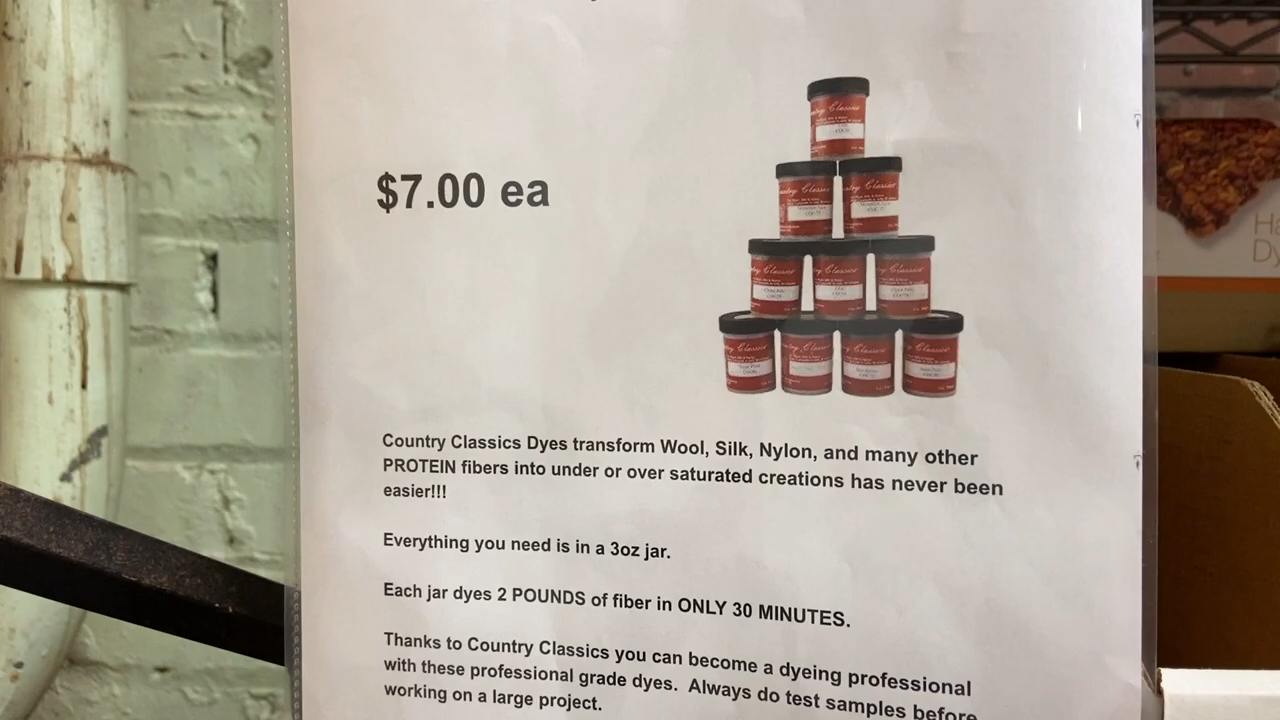 $7.00 ea
Country Classics Dyes transform Wool, Silk, Nylon, and many other
PROTEIN fibers into under or over saturated creations has never been
easier!!!
Everything you need is in a 3oz jar.
Each jar dyes 2 POUNDS of fiber in ONLY 30 MINUTES.
Thanks to Country Classics you can become a dyeing professional
with these professional grade dyes. Always do test samples before
working on a large project.